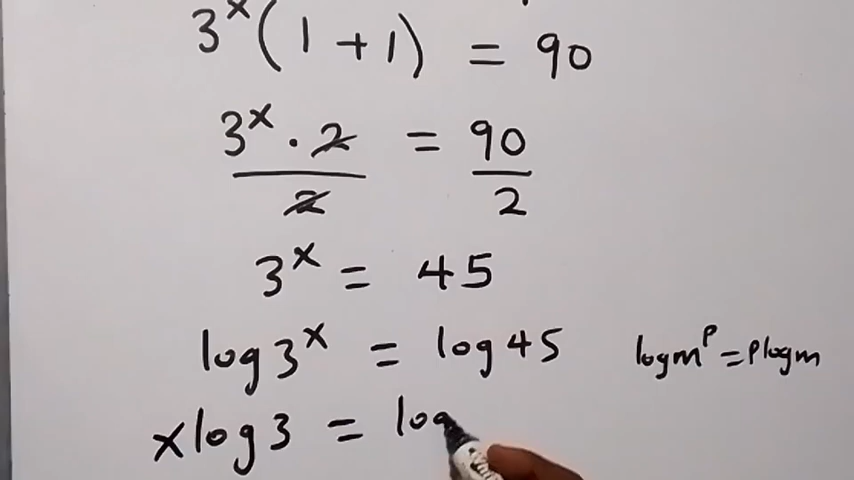 3^x (1 + 1) = 90
3^x · 2 / 2 = 90 / 2
3^x = 45
log 3^x = log 45 log m^p = p log m
x log 3 = log